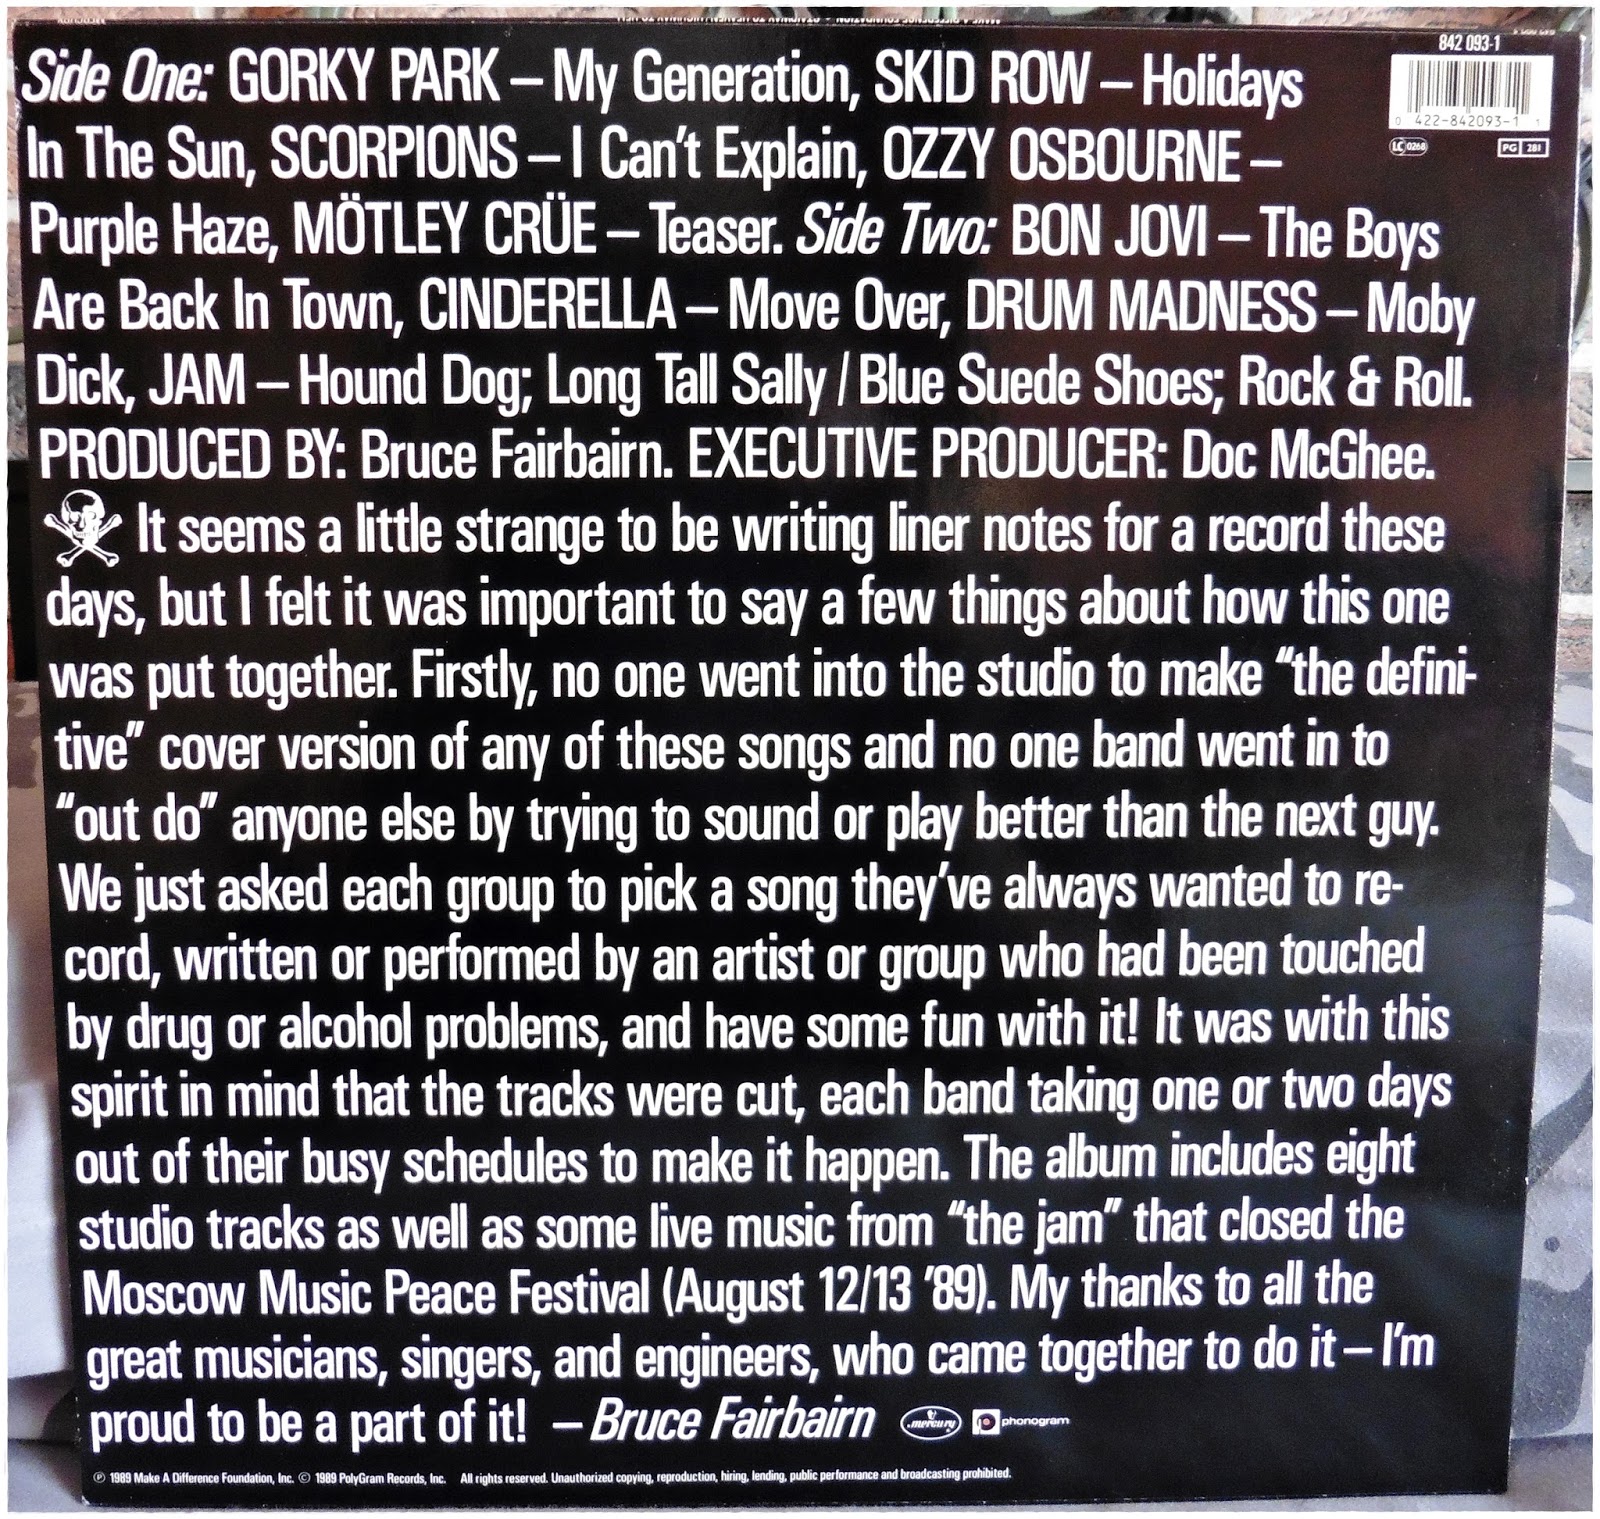 842 093-1
Side One: GORKY PARK – My Generation, SKID ROW – Holidays
In The Sun, SCORPIONS – I Can't Explain, OZZY OSBOURNE –
Purple Haze, MÖTLEY CRÜE – Teaser. Side Two: BON JOVI – The Boys
Are Back In Town, CINDERELLA – Move Over, DRUM MADNESS – Moby
Dick, JAM – Hound Dog; Long Tall Sally / Blue Suede Shoes; Rock & Roll.
PRODUCED BY: Bruce Fairbairn. EXECUTIVE PRODUCER: Doc McGhee.
It seems a little strange to be writing liner notes for a record these
days, but I felt it was important to say a few things about how this one
was put together. Firstly, no one went into the studio to make “the defini-
tive” cover version of any of these songs and no one band went in to
“out do” anyone else by trying to sound or play better than the next guy.
We just asked each group to pick a song they've always wanted to re-
cord, written or performed by an artist or group who had been touched
by drug or alcohol problems, and have some fun with it! It was with this
spirit in mind that the tracks were cut, each band taking one or two days
out of their busy schedules to make it happen. The album includes eight
studio tracks as well as some live music from “the jam” that closed the
Moscow Music Peace Festival (August 12/13 '89). My thanks to all the
great musicians, singers, and engineers, who came together to do it – I'm
proud to be a part of it! – Bruce Fairbairn
mercury phonogram
℗ 1989 Make A Difference Foundation, Inc. © 1989 PolyGram Records, Inc. All rights reserved. Unauthorized copying, reproduction, hiring, lending, public performance and broadcasting prohibited.
0 422-842093-1 1
LC 0268
PG 281